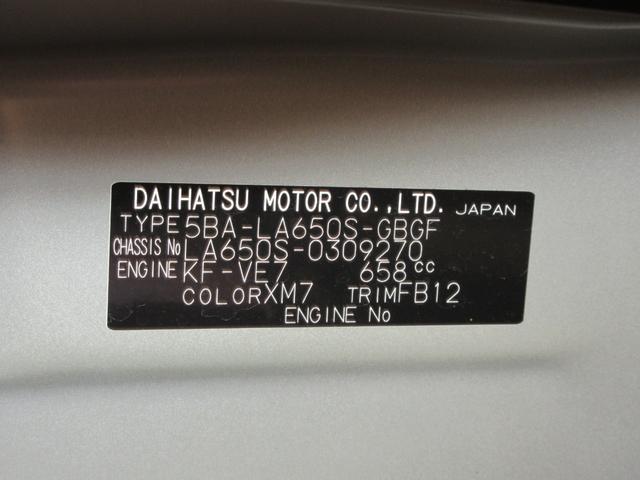 DAIHATSU MOTOR CO.,LTD. JAPAN
TYPE 5BA-LA650S-GBGF
CHASSIS No LA650S-0309270
ENGINE KF-VE7 658cc
COLOR XM7 TRIM FB12
ENGINE No